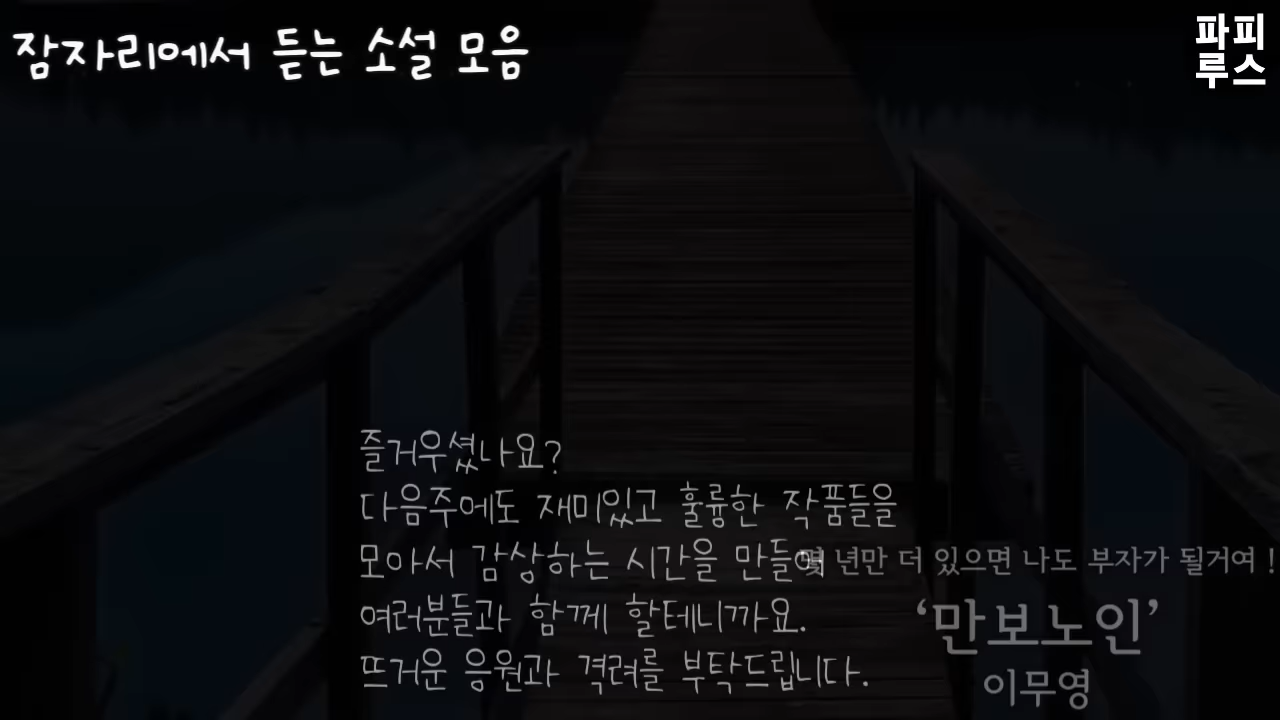 잠자리에서 듣는 소설 모음
파피
루스
즐거우셨나요?
다음주에도 재미있고 훌륭한 작품들을
모아서 감상하는 시간을 만들어
여러분들과 함께 할테니까요.
뜨거운 응원과 격려를 부탁드립니다.
몇 년만 더 있으면 나도 부자가 될거여 !
‘만보노인’
이무영